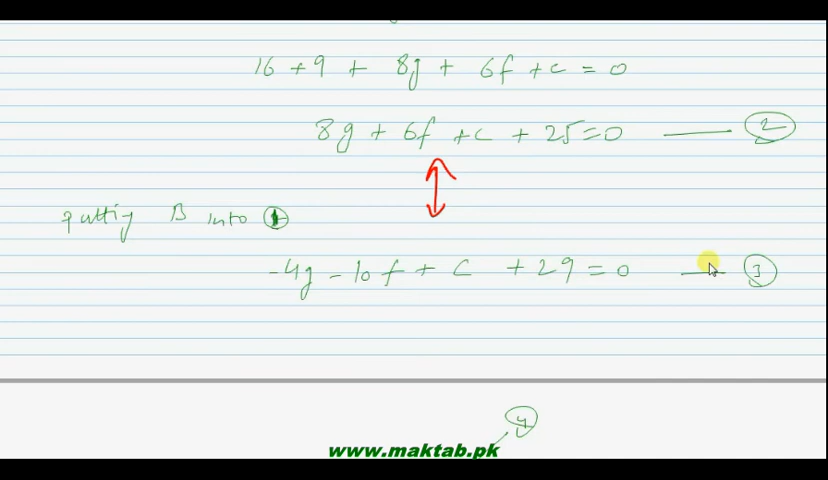 16 + 9 + 8g + 6f + c = 0
8g + 6f + c + 25 = 0 —— 2
putting B into 1
-4g - 10f + c + 29 = 0 —— 3
4
www.maktab.pk